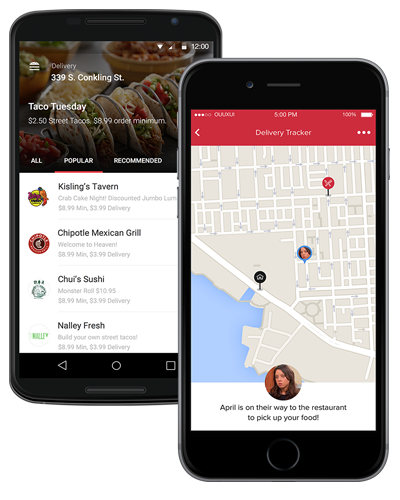 12:00
Delivery
339 S. Conkling St.
Taco Tuesday
$2.50 Street Tacos. $8.99 order minimum.
ALL POPULAR RECOMMENDED
Kisling's Tavern
Crab Cake Night! Discounted Jumbo Lum
$8.99 Min, $3.99 Delivery
Chipotle Mexican Grill
Welcome to Heaven!
$8.99 Min, $3.99 Delivery
Chui's Sushi
Monster Roll $10.95
$8.99 Min, $3.99 Delivery
NALLEY
Nalley Fresh
Build your own street tacos!
$8.99 Min, $3.99 Delivery
OUUXUI 5:00 PM 100%
Delivery Tracker
April is on their way to the restaurant
to pick up your food!